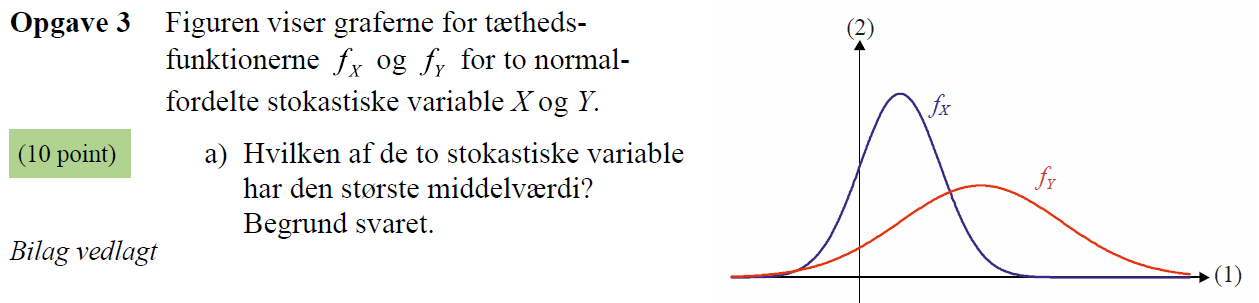 Opgave 3 Figuren viser graferne for tætheds-
funktionerne f_X og f_Y for to normal-
fordelte stokastiske variable X og Y.
(10 point) a) Hvilken af de to stokastiske variable
har den største middelværdi?
Begrund svaret.
Bilag vedlagt
(2)
f_X
f_Y
(1)